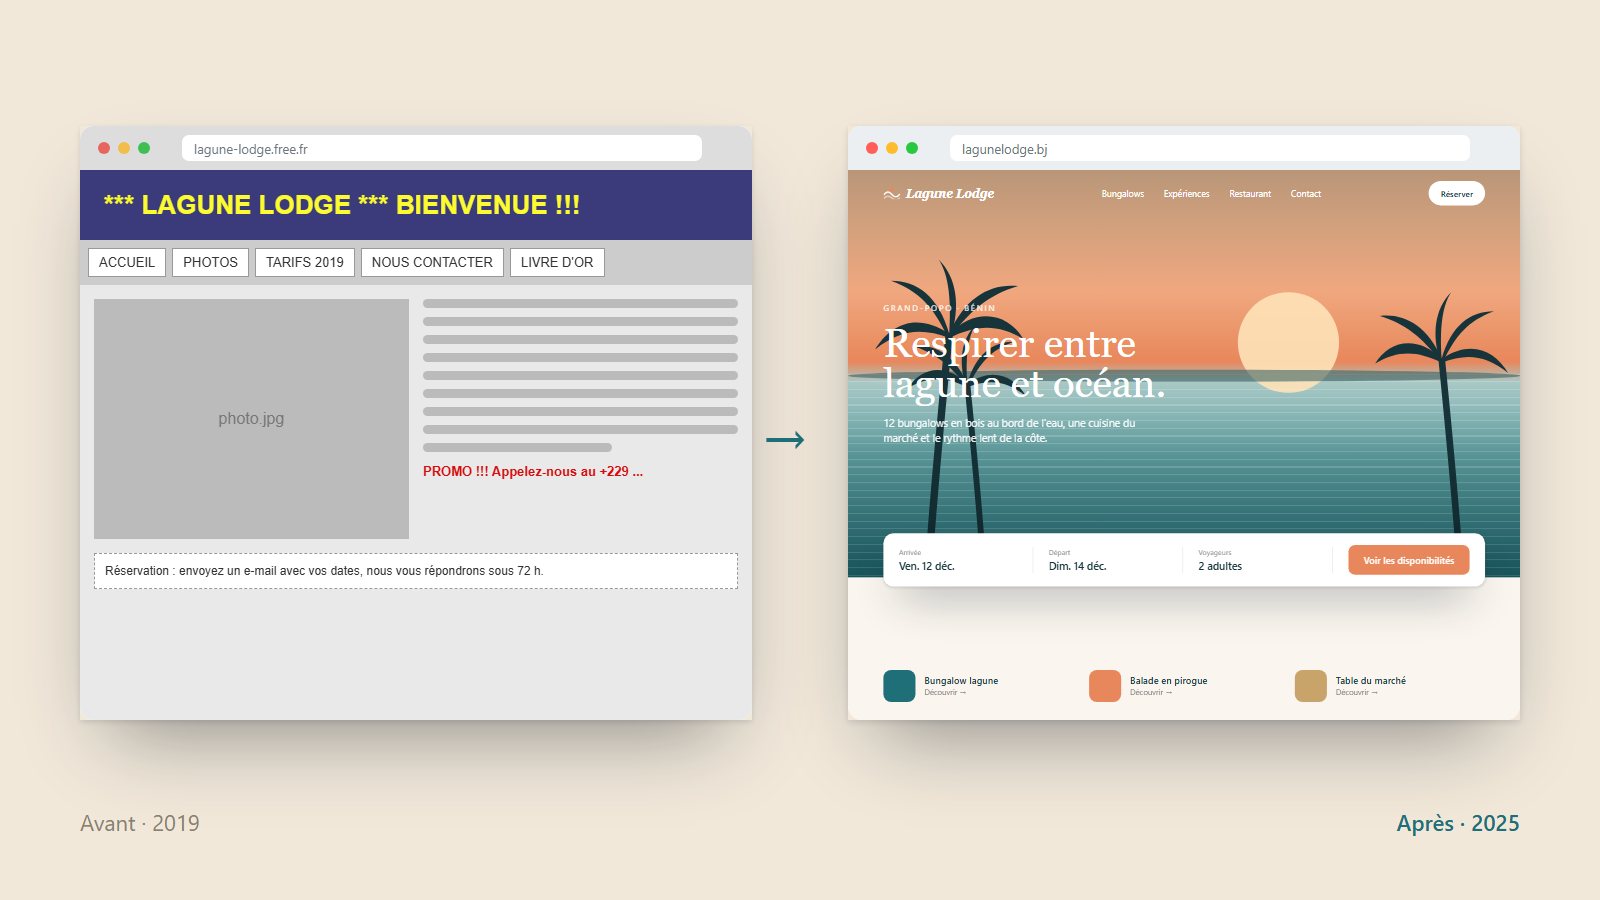 lagune-lodge.free.fr
*** LAGUNE LODGE *** BIENVENUE !!!
ACCUEIL PHOTOS TARIFS 2019 NOUS CONTACTER LIVRE D'OR
photo.jpg
PROMO !!! Appelez-nous au +229 ...
Réservation : envoyez un e-mail avec vos dates, nous vous répondrons sous 72 h.
→
lagunelodge.bj
Lagune Lodge Bungalows Expériences Restaurant Contact Réserver
GRAND-POPO · BÉNIN
Respirer entre
lagune et océan.
12 bungalows en bois au bord de l'eau, une cuisine du
marché et le rythme lent de la côte.
Arrivée Départ Voyageurs
Ven. 12 déc. Dim. 14 déc. 2 adultes Voir les disponibilités
Bungalow lagune Balade en pirogue Table du marché
Découvrir → Découvrir → Découvrir →
Avant · 2019
Après · 2025